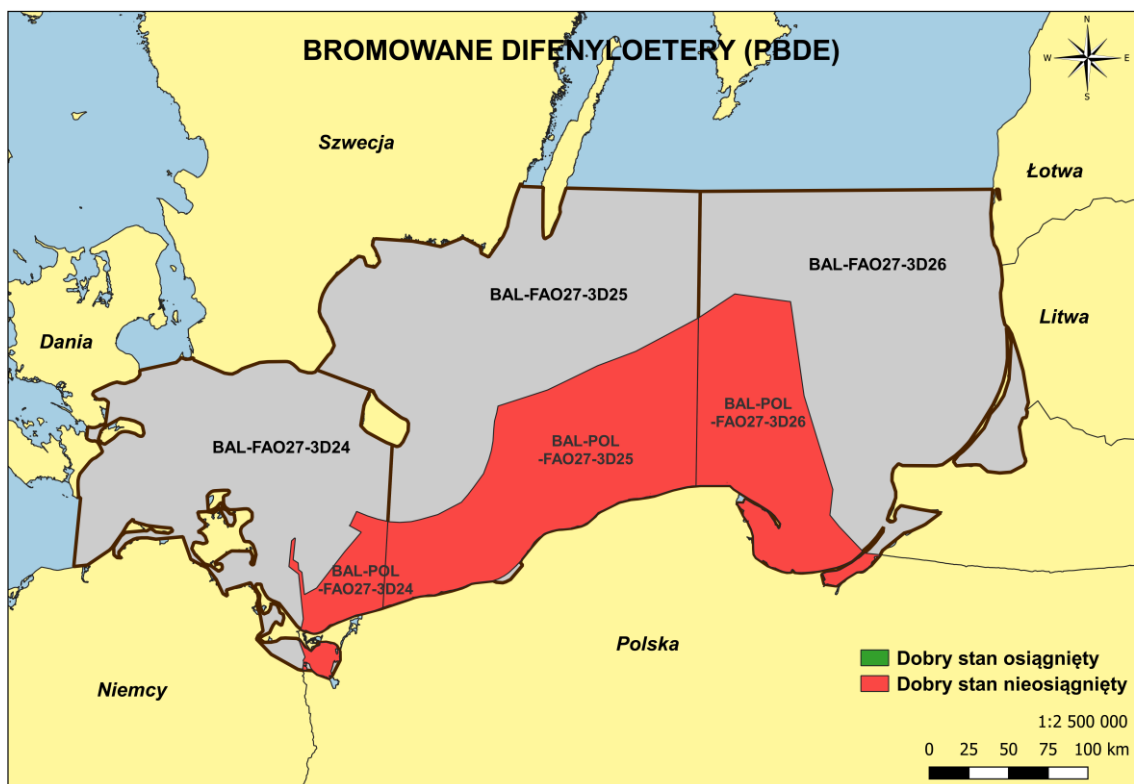 BROMOWANE DIFENYLOETERY (PBDE)
N
W E
S
Szwecja
Łotwa
BAL-FAO27-3D26
BAL-FAO27-3D25
Litwa
Dania
BAL-POL
-FAO27-3D26
BAL-FAO27-3D24
BAL-POL
-FAO27-3D25
BAL-POL
-FAO27-3D24
Polska
Niemcy
Dobry stan osiągnięty
Dobry stan nieosiągnięty
1:2 500 000
0 25 50 75 100 km